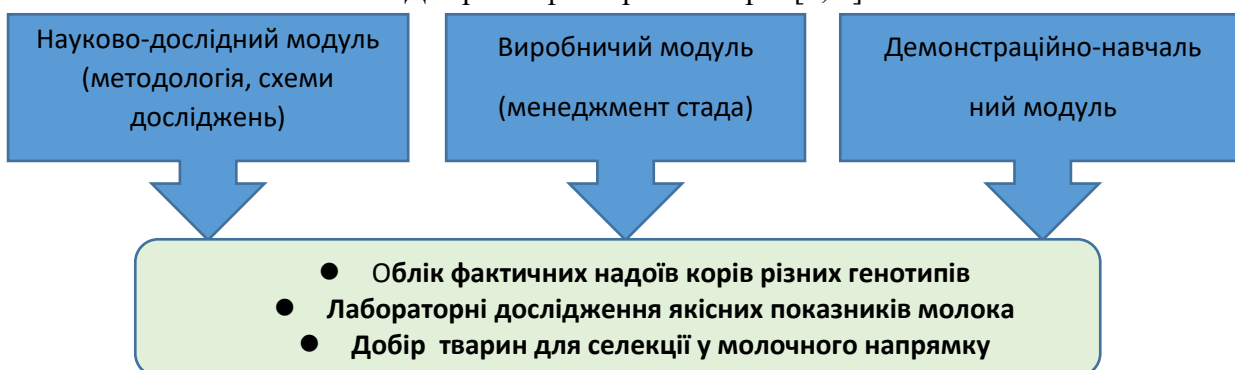 Науково-дослідний модуль
(методологія, схеми
досліджень)
Виробничий модуль
(менеджмент стада)
Демонстраційно-навчаль
ний модуль
● Облік фактичних надоїв корів різних генотипів
● Лабораторні дослідження якісних показників молока
● Добір тварин для селекції у молочного напрямку